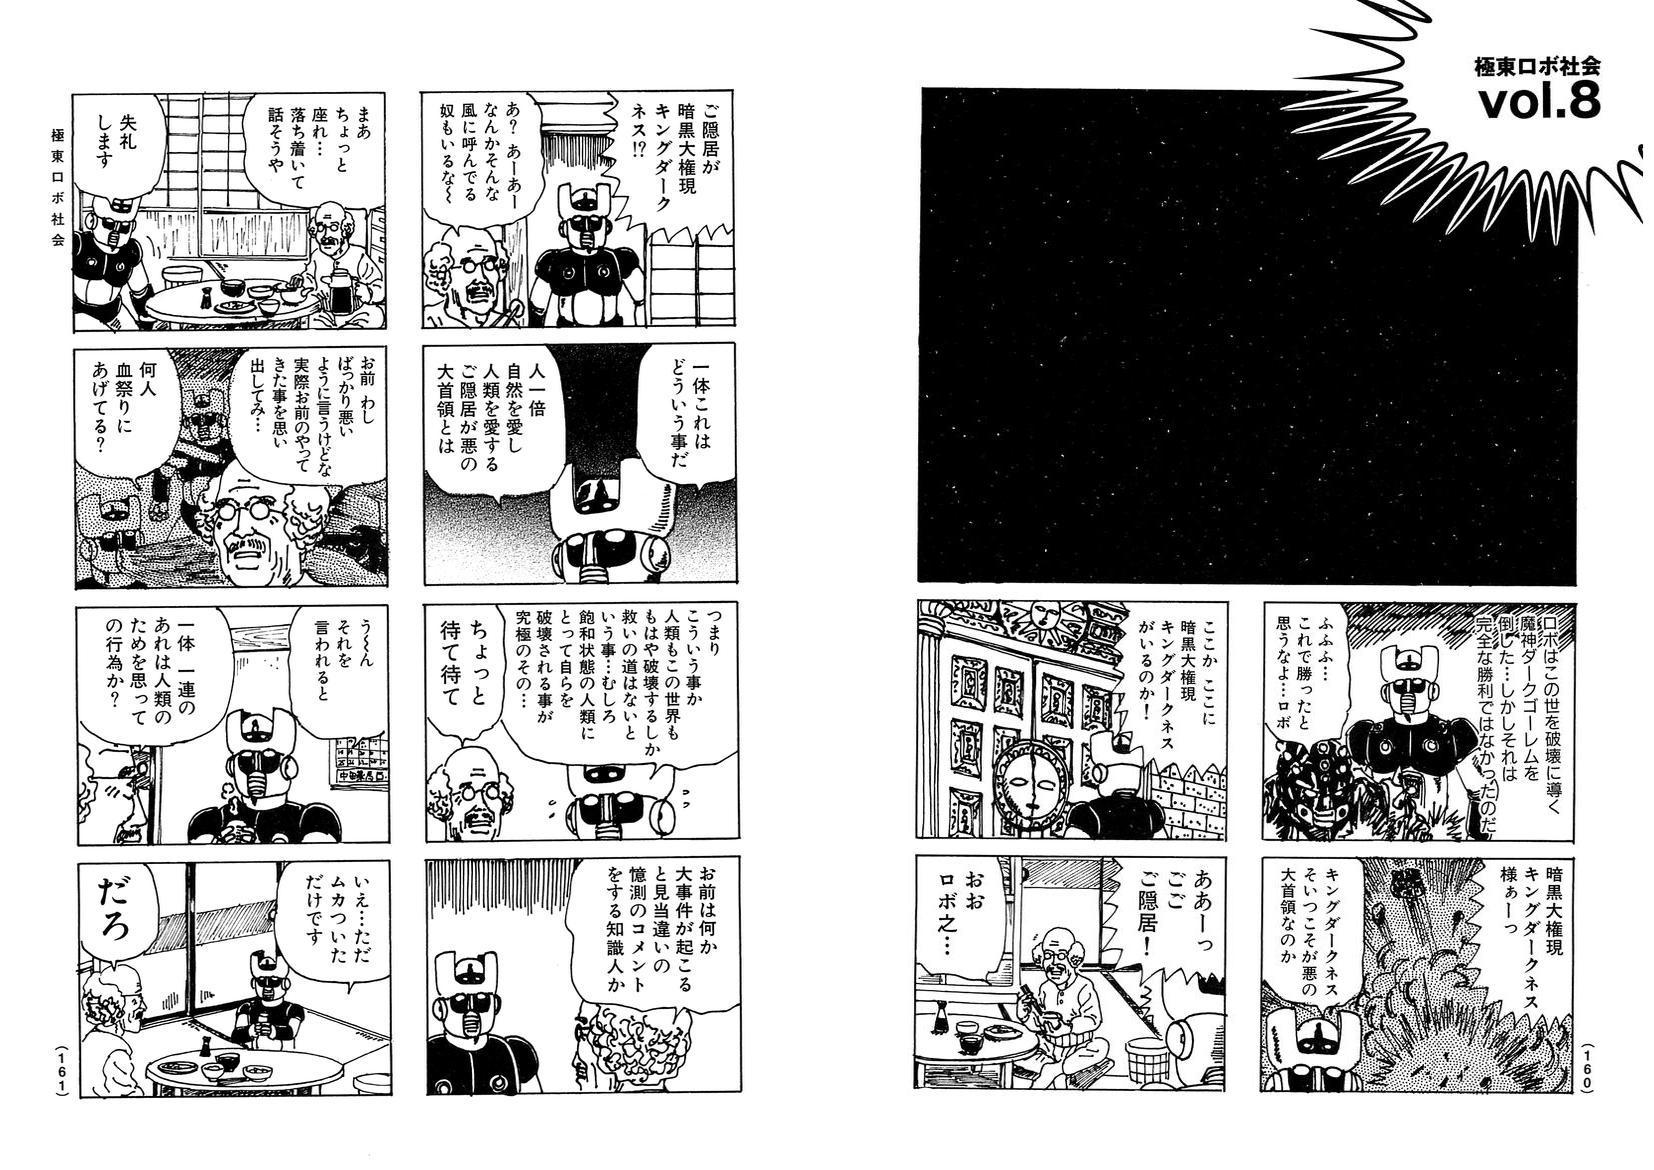 極東ロボ社会
vol.8
ロボはこの世を破壊に導く
魔神ダークゴーレムを
倒した…しかしそれは
完全な勝利ではなかったのだ
ふふふ…
これで勝ったと
思うなよ…ロボ
暗黒大権現
キングダークネス
様ぁーっ
キングダークネス
そいつこそが悪の
大首領なのか
ここか ここに
暗黒大権現
キングダークネス
がいるのか!
ああーっ
ごご
ご隠居!
おお
ロボ之…
(160)
ご隠居が
暗黒大権現
キングダーク
ネス!?
あ? あーあー
なんかそんな
風に呼んでる
奴もいるな〜
一体これは
どういう事だ
人一倍
自然を愛し
人類を愛する
ご隠居が悪の
大首領とは
つまり
こういう事か
人類もこの世界も
もはや破壊するしか
救いの道はないと
いう事…むしろ
飽和状態の人類に
とって自らを
破壊される事が
究極のその…
ちょっと
待て待て
お前は何か
大事件が起こる
と見当違いの
憶測のコメント
をする知識人か
まあ
ちょっと
座れ…
落ち着いて
話そうや
失礼
します
お前 わし
ばっかり悪い
ように言うけどな
実際お前のやって
きた事を思い
出してみ…
何人
血祭りに
あげてる?
う〜ん
それを
言われると
一体 一連の
あれは人類の
ためを思って
の行為か?
いえ…ただ
ムカついた
だけです
だろ
極東ロボ社会
(161)